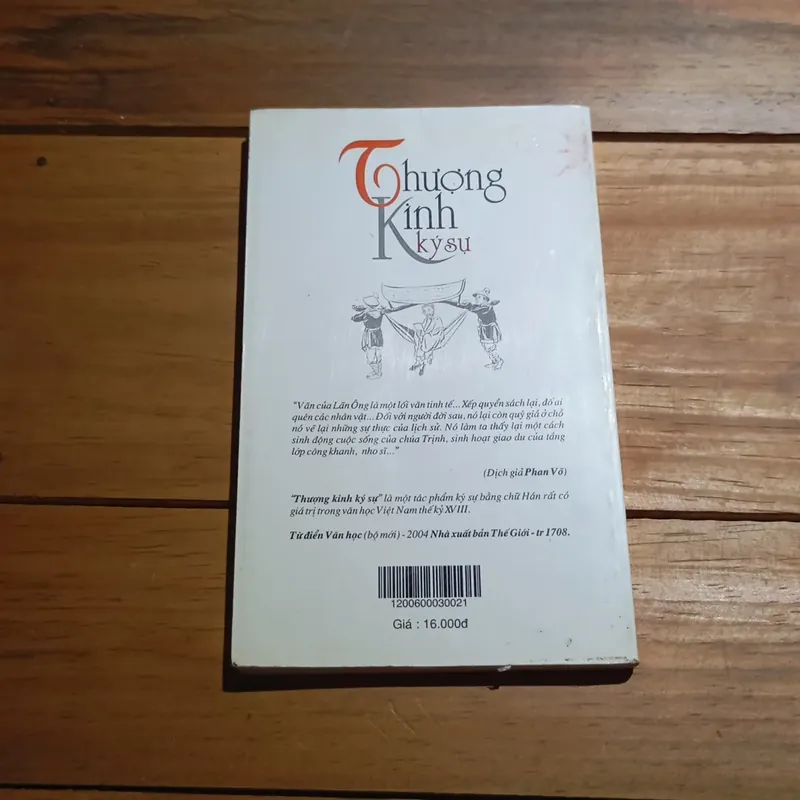 Thượng
Kinh
ký sự
"Văn của Lãn Ông là một lối văn tinh tế... Xếp quyển sách lại, đố ai
quên các nhân vật... Đối với người đời sau, nó lại còn quý giá ở chỗ
nó vẽ lại những sự thực của lịch sử. Nó làm ta thấy lại một cách
sinh động cuộc sống của chúa Trịnh, sinh hoạt giao du của tầng
lớp công khanh, nho sĩ..."
(Dịch giả Phan Võ)
"Thượng kinh ký sự" là một tác phẩm ký sự bằng chữ Hán rất có
giá trị trong văn học Việt Nam thế kỷ XVIII.
Từ điển Văn học (bộ mới) - 2004 Nhà xuất bản Thế Giới - tr 1708.
1200600030021
Giá : 16.000đ